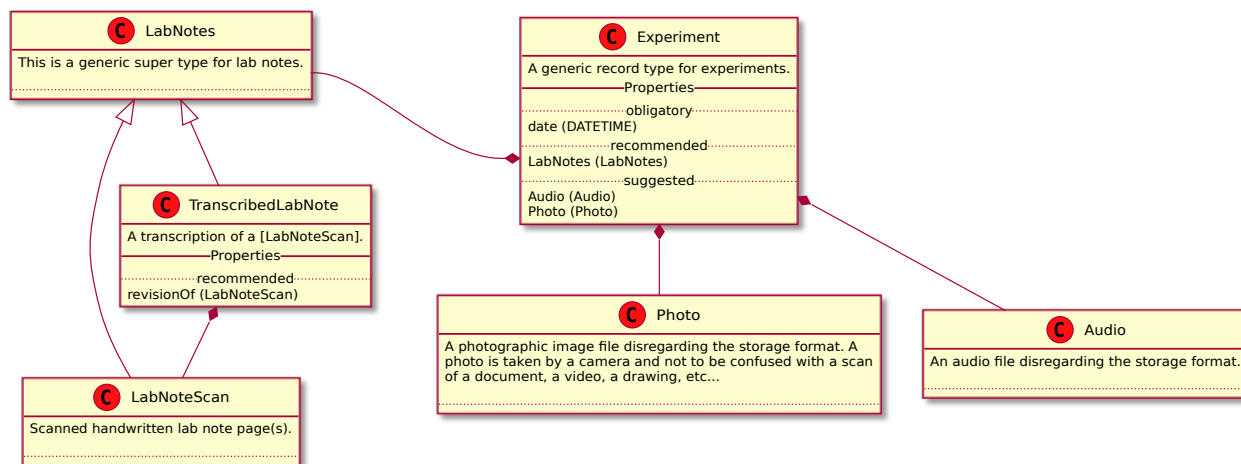 C LabNotes
This is a generic super type for lab notes.
C Experiment
A generic record type for experiments.
Properties
obligatory
date (DATETIME)
recommended
LabNotes (LabNotes)
suggested
Audio (Audio)
Photo (Photo)
C TranscribedLabNote
A transcription of a [LabNoteScan].
Properties
recommended
revisionOf (LabNoteScan)
C Photo
A photographic image file disregarding the storage format. A
photo is taken by a camera and not to be confused with a scan
of a document, a video, a drawing, etc...
C Audio
An audio file disregarding the storage format.
C LabNoteScan
Scanned handwritten lab note page(s).